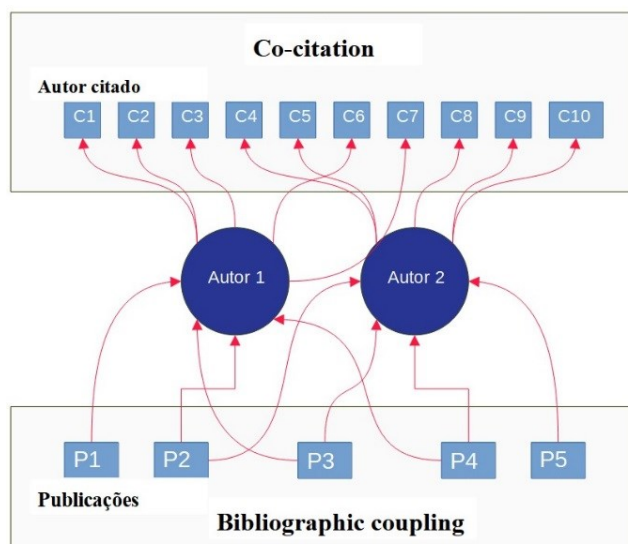 Co-citation
Autor citado
C1 C2 C3 C4 C5 C6 C7 C8 C9 C10
Autor 1 Autor 2
P1 P2 P3 P4 P5
Publicações
Bibliographic coupling